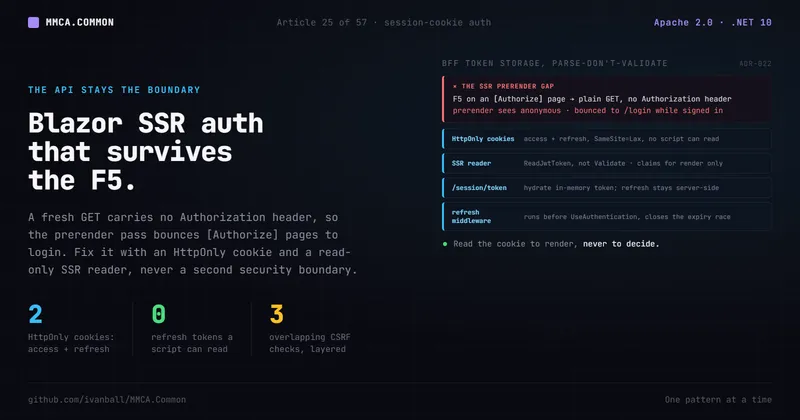 MMCA.COMMON
Article 25 of 57 · session-cookie auth
Apache 2.0 · .NET 10
THE API STAYS THE BOUNDARY
Blazor SSR auth
that survives
the F5.
A fresh GET carries no Authorization header, so
the prerender pass bounces [Authorize] pages to
login. Fix it with an HttpOnly cookie and a read-
only SSR reader, never a second security boundary.
2
HttpOnly cookies:
access + refresh
0
refresh tokens a
script can read
3
overlapping CSRF
checks, layered
BFF TOKEN STORAGE, PARSE-DON'T-VALIDATE
ADR-022
× THE SSR PRERENDER GAP
F5 on an [Authorize] page → plain GET, no Authorization header
prerender sees anonymous · bounced to /login while signed in
HttpOnly cookies
access + refresh, SameSite=Lax, no script can read
SSR reader
ReadJwtToken, not Validate · claims for render only
/session/token
hydrate in-memory token; refresh stays server-side
refresh
middleware
runs before UseAuthentication, closes the expiry race
Read the cookie to render, never to decide.
github.com/ivanball/MMCA.Common
One pattern at a time